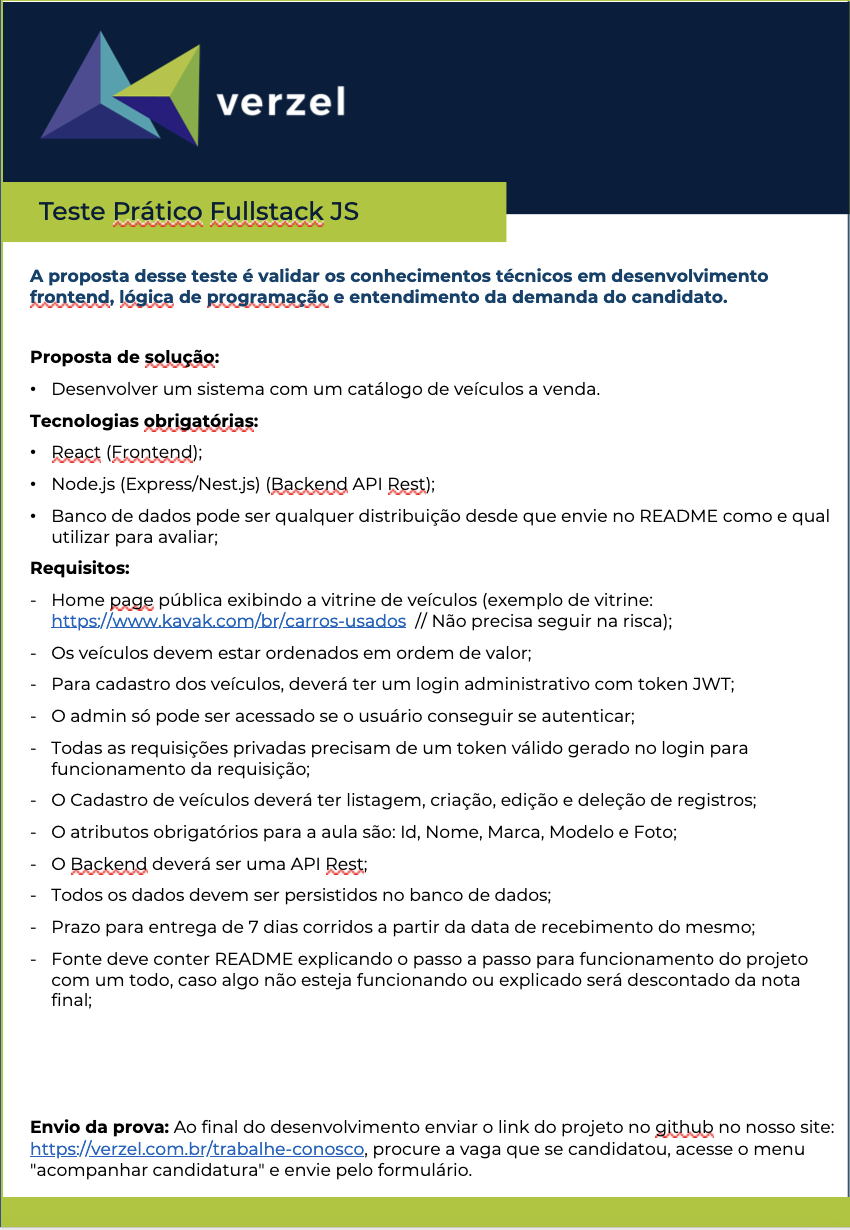 verzel
Teste Prático Fullstack JS
A proposta desse teste é validar os conhecimentos técnicos em desenvolvimento
frontend, lógica de programação e entendimento da demanda do candidato.
Proposta de solução:
• Desenvolver um sistema com um catálogo de veículos a venda.
Tecnologias obrigatórias:
• React (Frontend);
• Node.js (Express/Nest.js) (Backend API Rest);
• Banco de dados pode ser qualquer distribuição desde que envie no README como e qual
utilizar para avaliar;
Requisitos:
- Home page pública exibindo a vitrine de veículos (exemplo de vitrine:
https://www.kavak.com/br/carros-usados // Não precisa seguir na risca);
- Os veículos devem estar ordenados em ordem de valor;
- Para cadastro dos veículos, deverá ter um login administrativo com token JWT;
- O admin só pode ser acessado se o usuário conseguir se autenticar;
- Todas as requisições privadas precisam de um token válido gerado no login para
funcionamento da requisição;
- O Cadastro de veículos deverá ter listagem, criação, edição e deleção de registros;
- O atributos obrigatórios para a aula são: Id, Nome, Marca, Modelo e Foto;
- O Backend deverá ser uma API Rest;
- Todos os dados devem ser persistidos no banco de dados;
- Prazo para entrega de 7 dias corridos a partir da data de recebimento do mesmo;
- Fonte deve conter README explicando o passo a passo para funcionamento do projeto
com um todo, caso algo não esteja funcionando ou explicado será descontado da nota
final;
Envio da prova: Ao final do desenvolvimento enviar o link do projeto no github no nosso site:
https://verzel.com.br/trabalhe-conosco, procure a vaga que se candidatou, acesse o menu
"acompanhar candidatura" e envie pelo formulário.